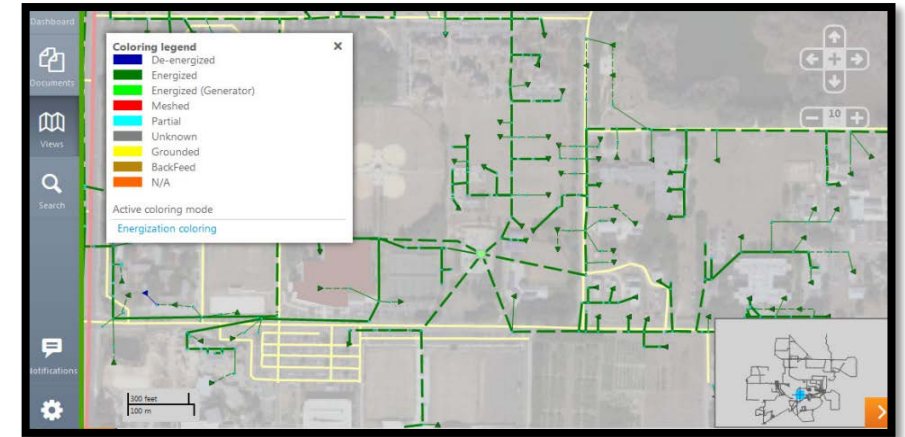 Dashboard
Documents
Views
Search
Notifications
Coloring legend x
De-energized
Energized
Energized (Generator)
Meshed
Partial
Unknown
Grounded
BackFeed
N/A
Active coloring mode
Energization coloring
10
300 feet
100 m